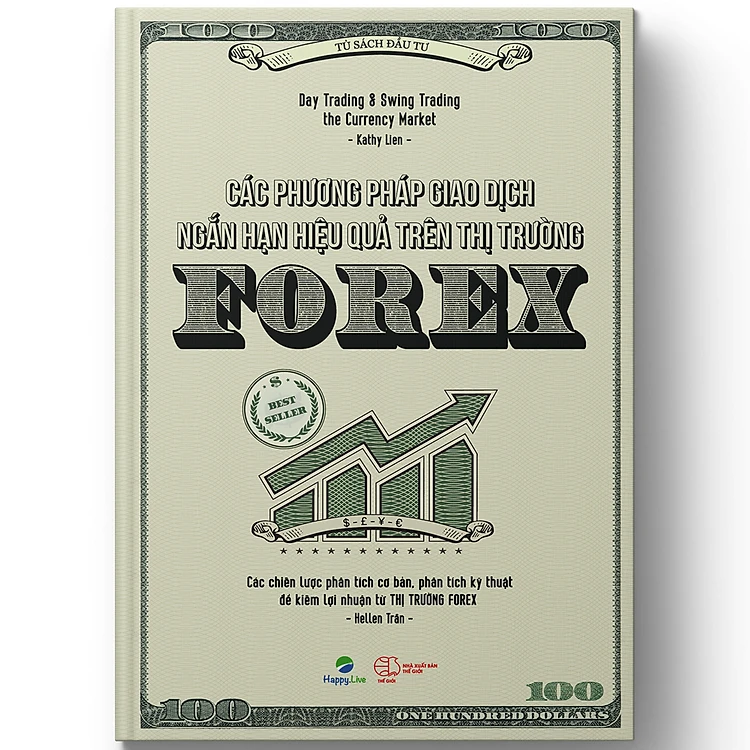 100 100
TỦ SÁCH ĐẦU TƯ
Day Trading & Swing Trading
the Currency Market
- Kathy Lien -
CÁC PHƯƠNG PHÁP GIAO DỊCH
NGẮN HẠN HIỆU QUẢ TRÊN THỊ TRƯỜNG
FOREX
$
BEST
SELLER
$ - £ - ¥ - €
Các chiến lược phân tích cơ bản, phân tích kỹ thuật
để kiếm lợi nhuận từ THỊ TRƯỜNG FOREX
- Hellen Trân -
Happy.Live
NHÀ XUẤT BẢN
THẾ GIỚI
THẾ GIỚI
100
100
ONE HUNDRED DOLLARS